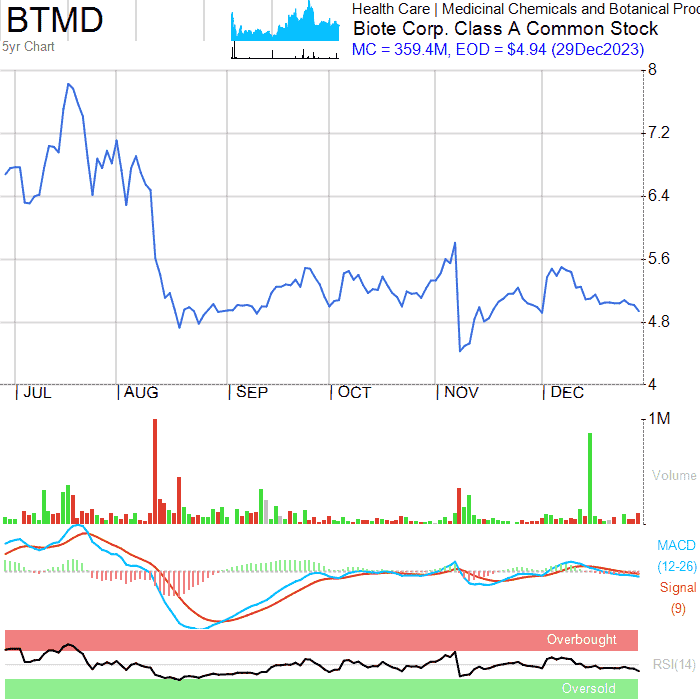 BTMD
5yr Chart
Health Care | Medicinal Chemicals and Botanical Prod
Biote Corp. Class A Common Stock
MC = 359.4M, EOD = $4.94 (29Dec2023)
8
7.2
6.4
5.6
4.8
4
JUL AUG SEP OCT NOV DEC
1M
Volume
MACD
(12-26)
Signal
(9)
Overbought
RSI(14)
Oversold